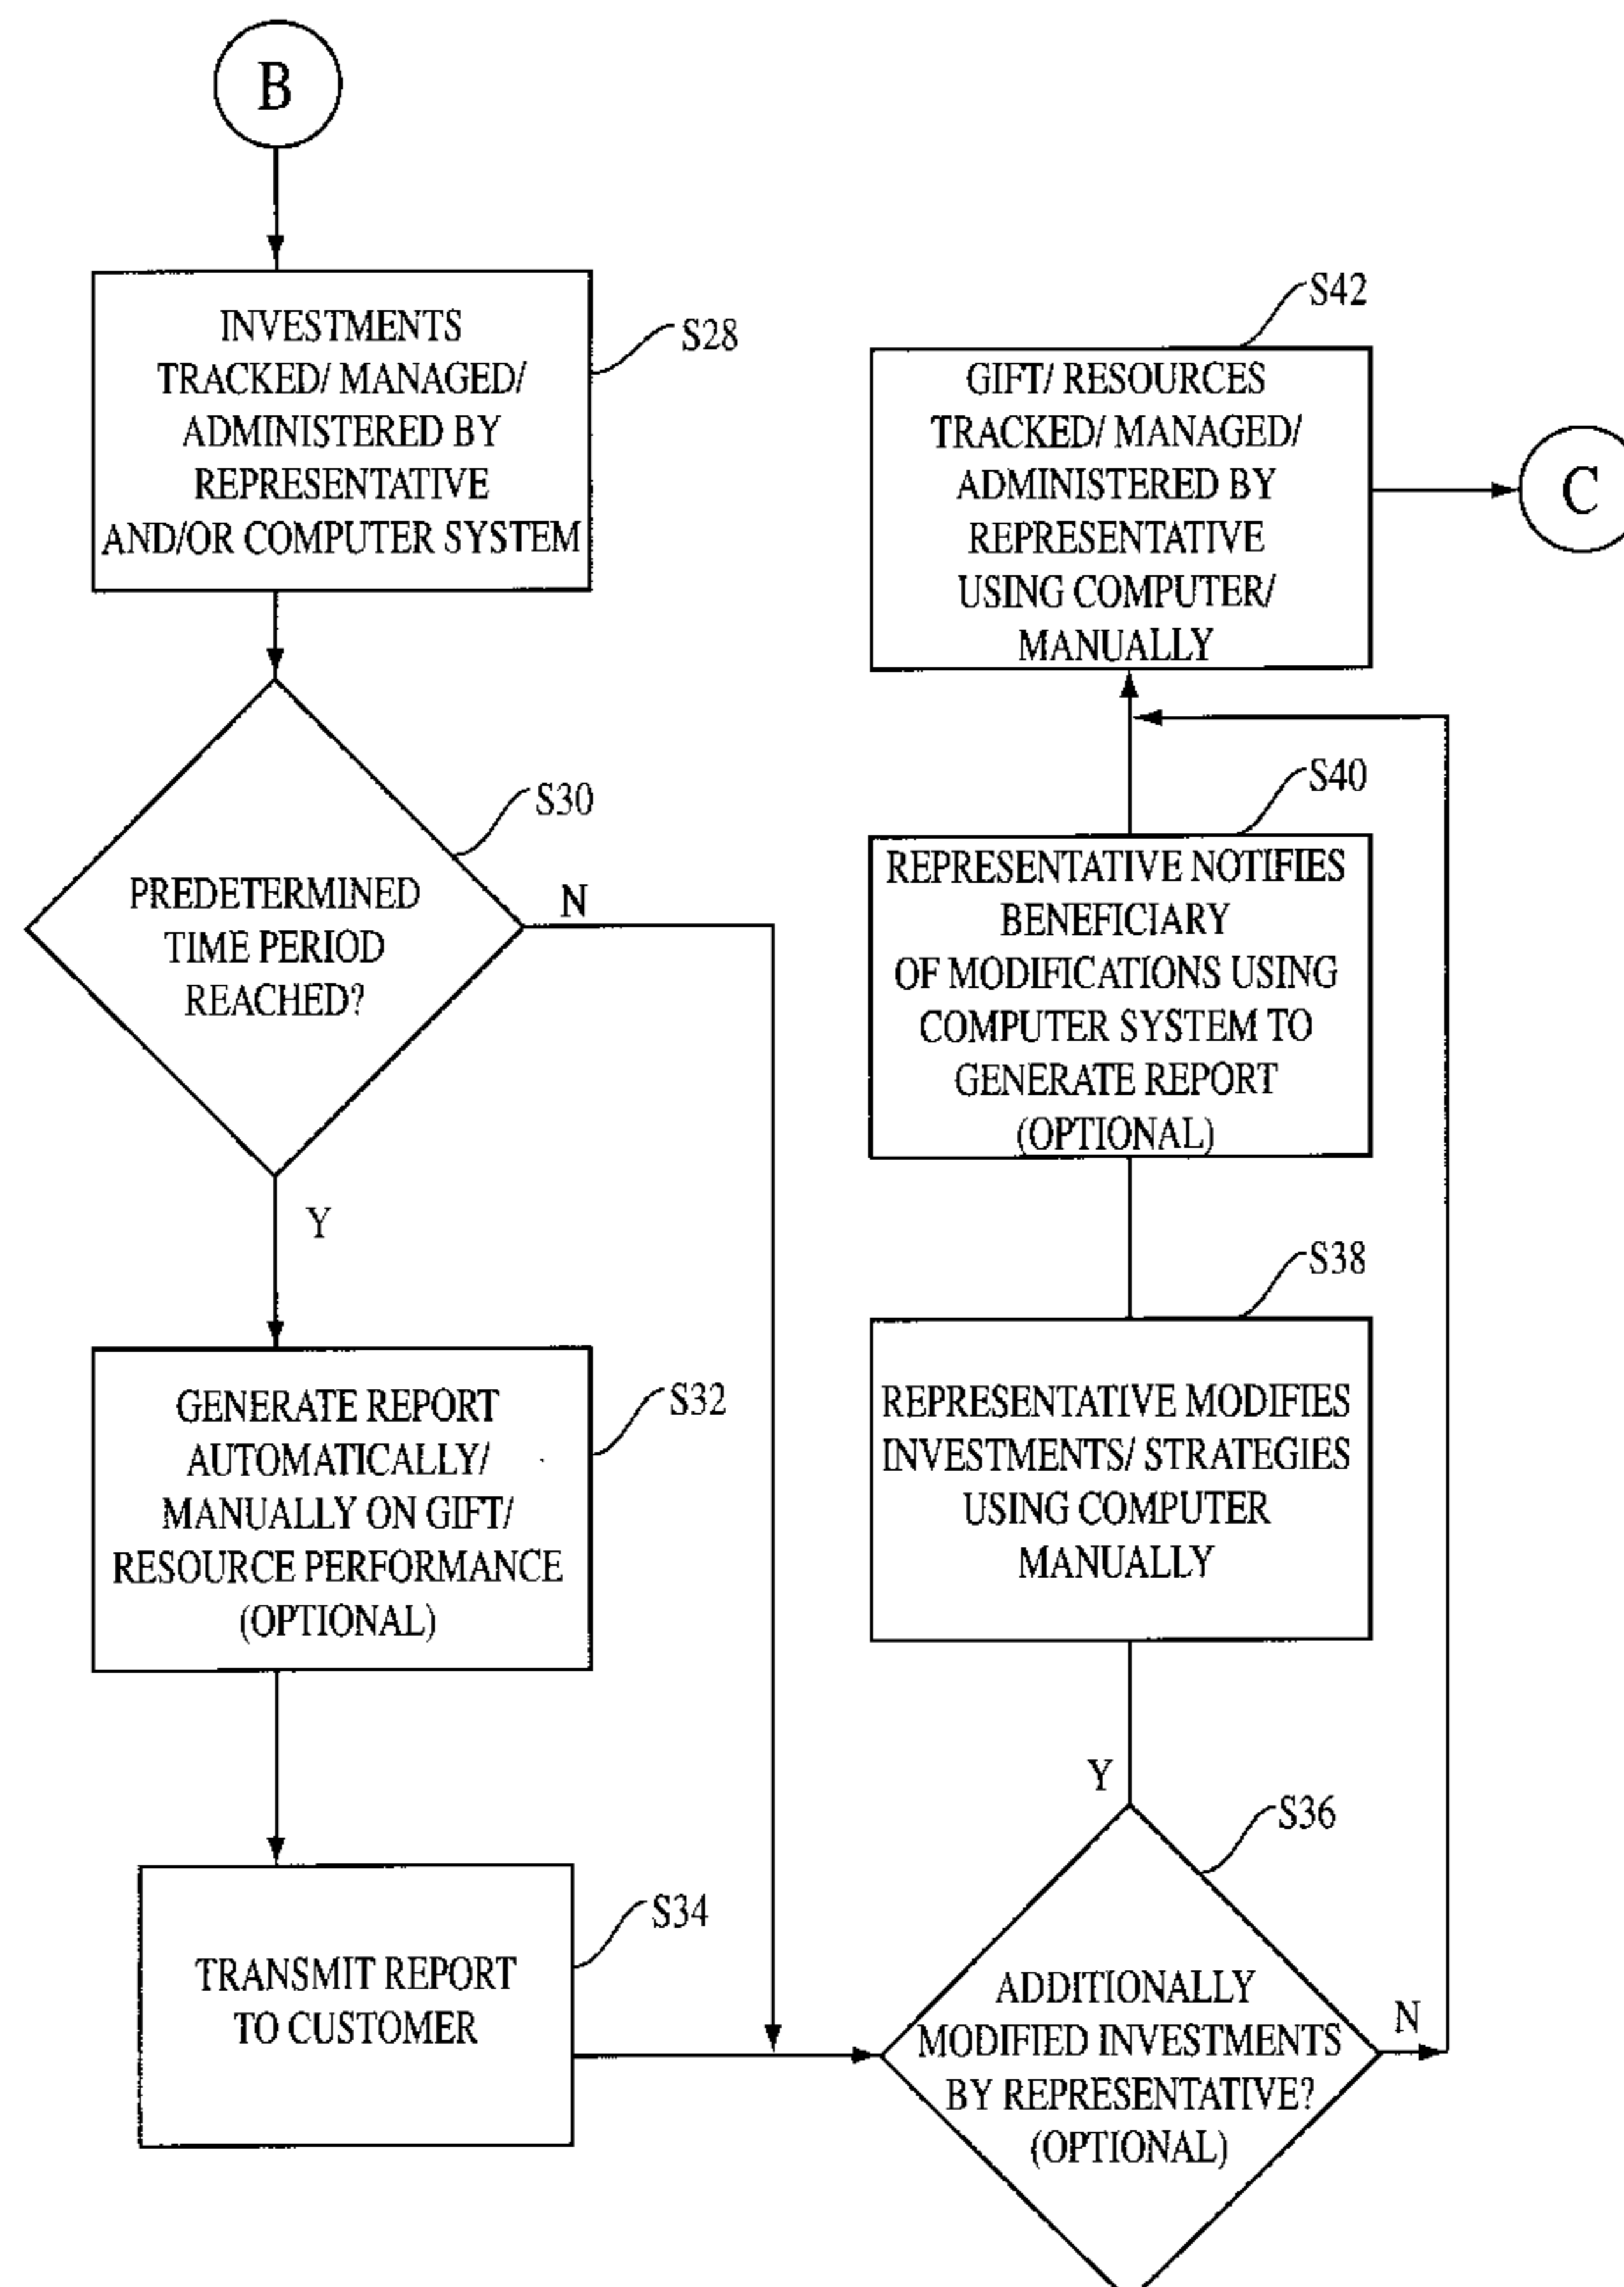 B
INVESTMENTS
TRACKED/ MANAGED/
ADMINISTERED BY
REPRESENTATIVE
AND/OR COMPUTER SYSTEM
S28
PREDETERMINED
TIME PERIOD
REACHED?
S30
N
Y
GENERATE REPORT
AUTOMATICALLY/
MANUALLY ON GIFT/
RESOURCE PERFORMANCE
(OPTIONAL)
S32
TRANSMIT REPORT
TO CUSTOMER
S34
S42
GIFT/ RESOURCES
TRACKED/ MANAGED/
ADMINISTERED BY
REPRESENTATIVE
USING COMPUTER/
MANUALLY
C
S40
REPRESENTATIVE NOTIFIES
BENEFICIARY
OF MODIFICATIONS USING
COMPUTER SYSTEM TO
GENERATE REPORT
(OPTIONAL)
S38
REPRESENTATIVE MODIFIES
INVESTMENTS/ STRATEGIES
USING COMPUTER
MANUALLY
Y
S36
ADDITIONALLY
MODIFIED INVESTMENTS
BY REPRESENTATIVE?
(OPTIONAL)
N